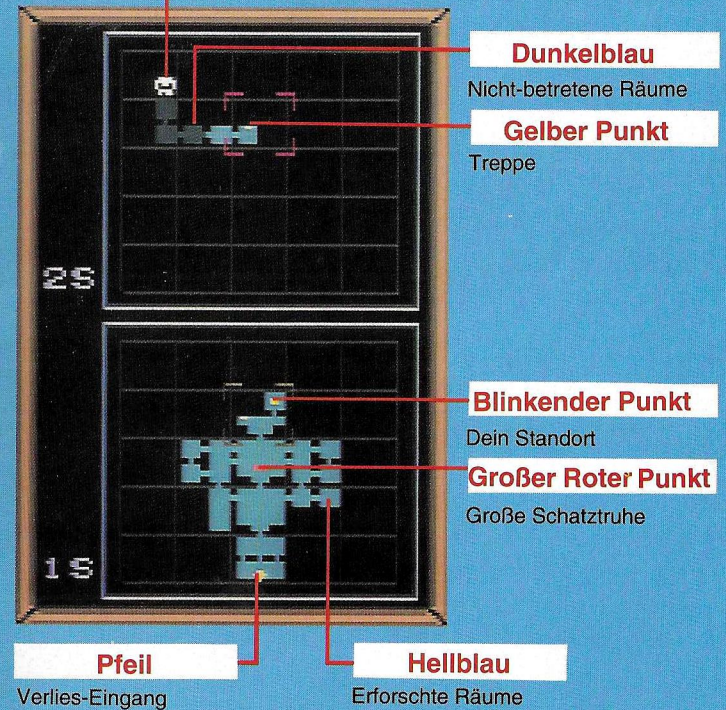 Dunkelblau
Nicht-betretene Räume
Gelber Punkt
Treppe
2S
Blinkender Punkt
Dein Standort
Großer Roter Punkt
Große Schatztruhe
1S
Pfeil
Verlies-Eingang
Hellblau
Erforschte Räume